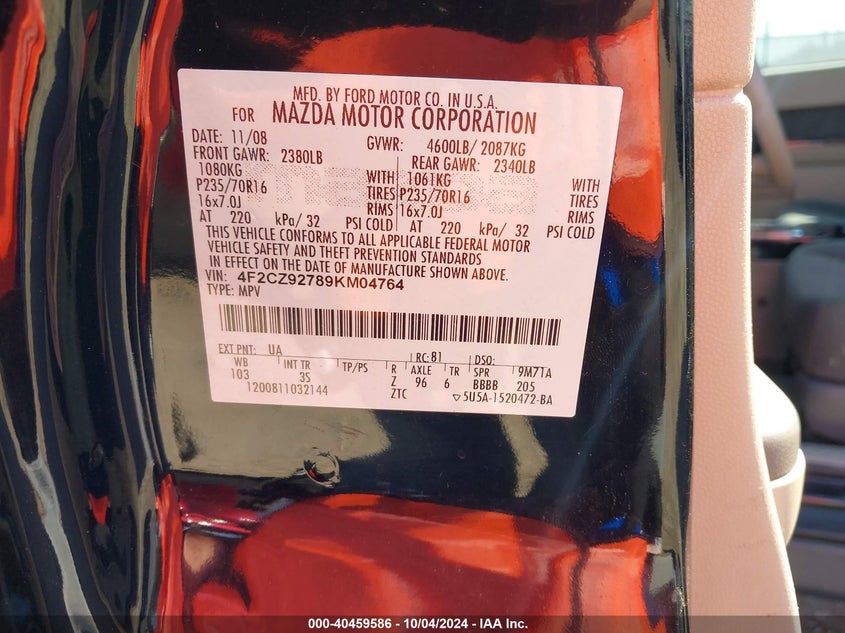 MFD. BY FORD MOTOR CO. IN U.S.A.
FOR MAZDA MOTOR CORPORATION
DATE: 11/08 GVWR: 4600LB/ 2087KG
FRONT GAWR: 2380LB REAR GAWR: 2340LB
1080KG WITH 1061KG WITH
P235/70R16 TIRES P235/70R16 TIRES
16x7.0J RIMS 16x7.0J RIMS
AT 220 kPa/ 32 PSI COLD AT 220 kPa/ 32 PSI COLD
THIS VEHICLE CONFORMS TO ALL APPLICABLE FEDERAL MOTOR
VEHICLE SAFETY AND THEFT PREVENTION STANDARDS
IN EFFECT ON THE DATE OF MANUFACTURE SHOWN ABOVE.
VIN: 4F2CZ92789KM04764
TYPE: MPV
EXT PNT: UA RC: 81 DSO:
WB INT TR TP/PS R AXLE TR SPR 9M71A
103 3S Z 96 6 BBBB 205
1200811032144 ZTC ▽5U5A-1520472-BA
000-40459586 - 10/04/2024 - IAA Inc.